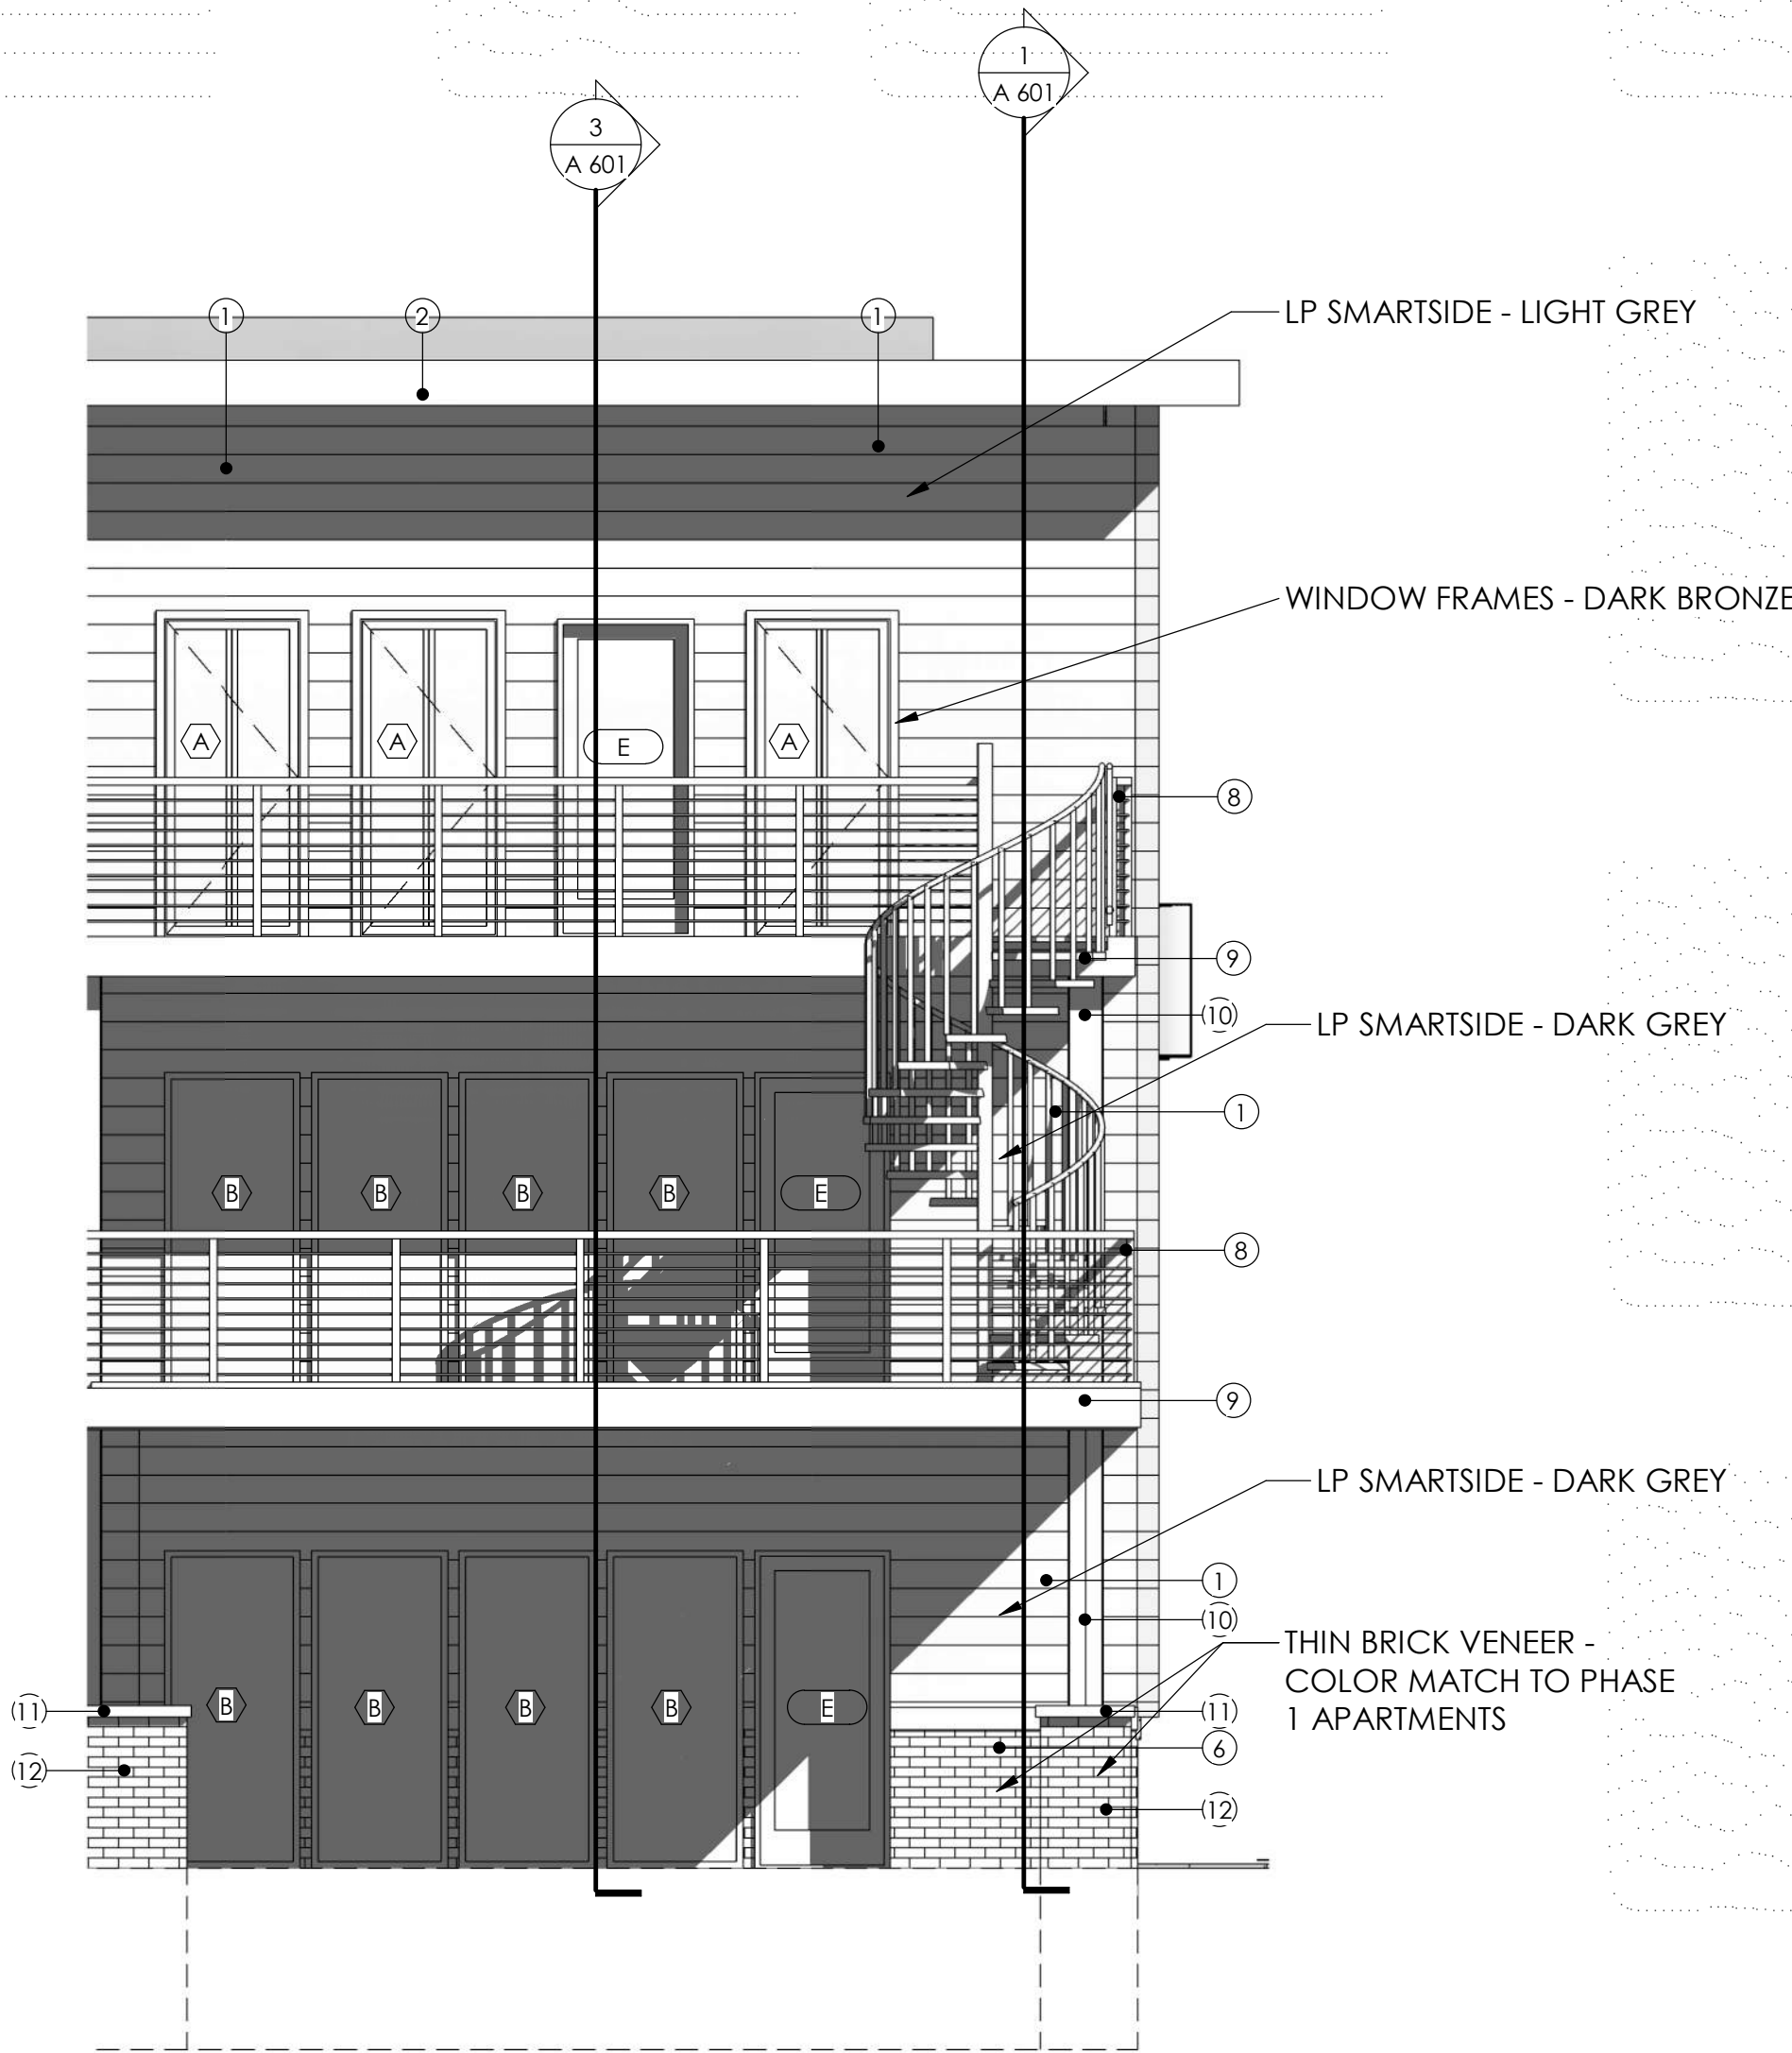 1
A 601
3
A 601
1
2
1
LP SMARTSIDE - LIGHT GREY
WINDOW FRAMES - DARK BRONZE
A
A
E
A
8
9
10
LP SMARTSIDE - DARK GREY
1
B
B
B
B
E
8
9
LP SMARTSIDE - DARK GREY
1
10
THIN BRICK VENEER -
COLOR MATCH TO PHASE
1 APARTMENTS
B
B
B
B
E
11
11
6
12
12